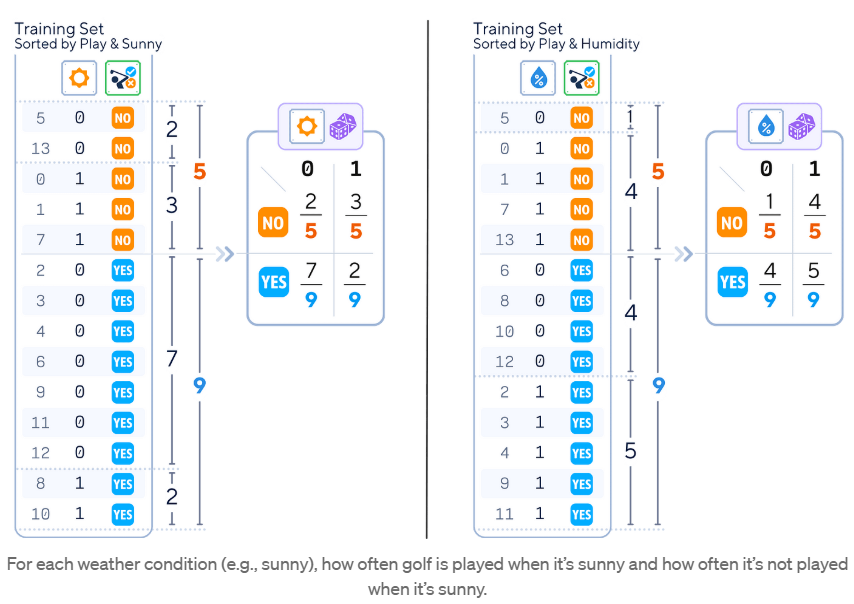 Training Set
Sorted by Play & Sunny
5 0 NO
13 0 NO
0 1 NO
1 1 NO
7 1 NO
2 0 YES
3 0 YES
4 0 YES
6 0 YES
9 0 YES
11 0 YES
12 0 YES
8 1 YES
10 1 YES
2
3
5
7
2
9
0 1
NO 2/5 3/5
YES 7/9 2/9
Training Set
Sorted by Play & Humidity
%
5 0 NO
0 1 NO
1 1 NO
7 1 NO
13 1 NO
6 0 YES
8 0 YES
10 0 YES
12 0 YES
2 1 YES
3 1 YES
4 1 YES
9 1 YES
11 1 YES
1
4
5
4
5
9
%
0 1
NO 1/5 4/5
YES 4/9 5/9
For each weather condition (e.g., sunny), how often golf is played when it's sunny and how often it's not played
when it's sunny.